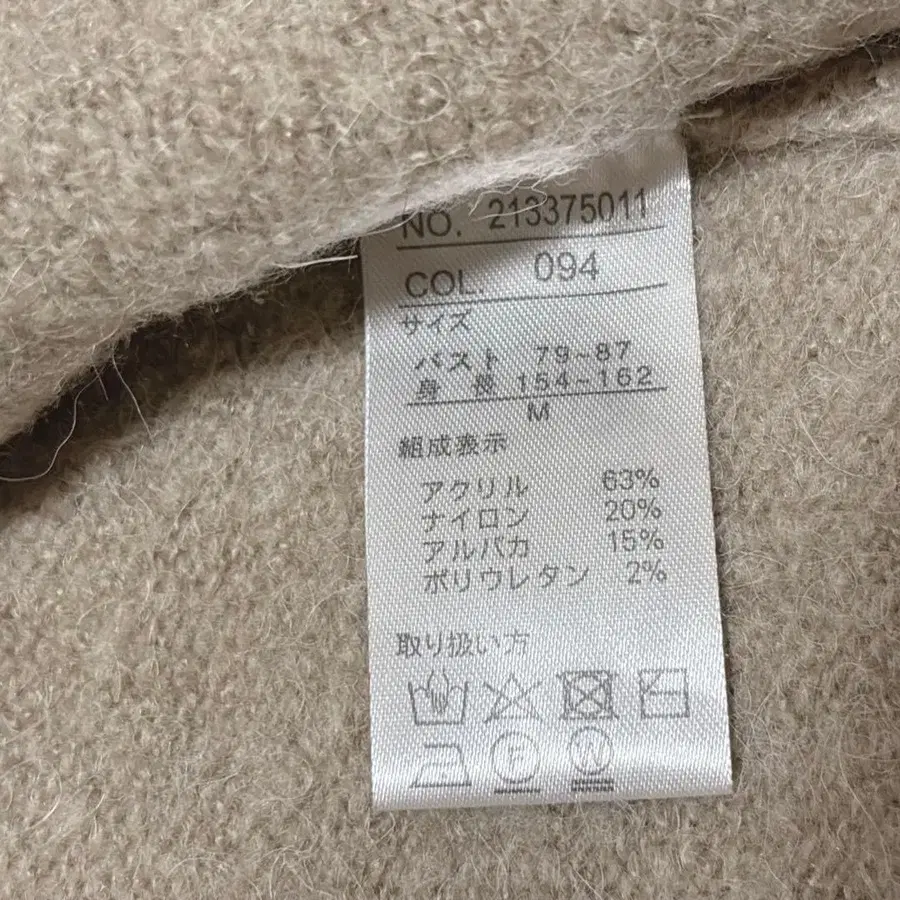 NO. 213375011
COL. 094
サイズ
バスト 79~87
身 長 154~162
M
組成表示
アクリル 63%
ナイロン 20%
アルパカ 15%
ポリウレタン 2%
取り扱い方
F W